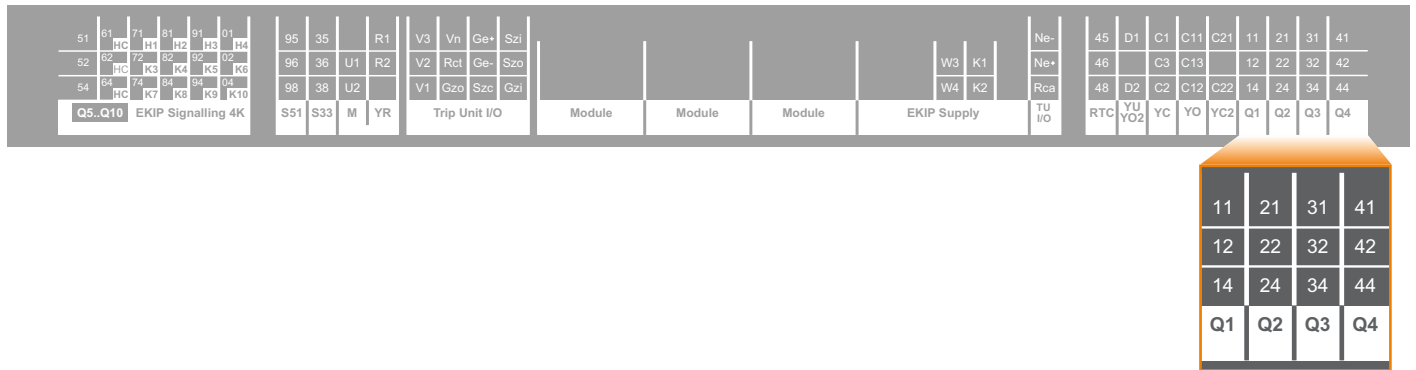 51 61 HC 71 H1 81 H2 91 H3 01 H4 95 35 R1 V3 Vn Ge+ Szi Ne- 45 D1 C1 C11 C21 11 21 31 41
52 62 HC 72 K3 82 K4 92 K5 02 K6 96 36 U1 R2 V2 Rct Ge- Szo W3 K1 Ne+ 46 C3 C13 12 22 32 42
54 64 HC 74 K7 84 K8 94 K9 04 K10 98 38 U2 V1 Gzo Szc Gzi W4 K2 Rca 48 D2 C2 C12 C22 14 24 34 44
Q5..Q10 EKIP Signalling 4K S51 S33 M YR Trip Unit I/O Module Module Module EKIP Supply TU I/O RTC YU YO2 YC YO YC2 Q1 Q2 Q3 Q4
11 21 31 41
12 22 32 42
14 24 34 44
Q1 Q2 Q3 Q4